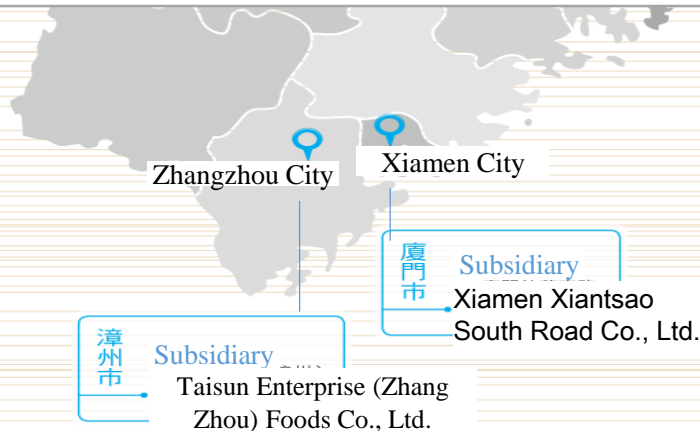 Zhangzhou City
Xiamen City
廈門市
Subsidiary
Xiamen Xiantsao
South Road Co., Ltd.
漳州市
Subsidiary
Taisun Enterprise (Zhang
Zhou) Foods Co., Ltd.